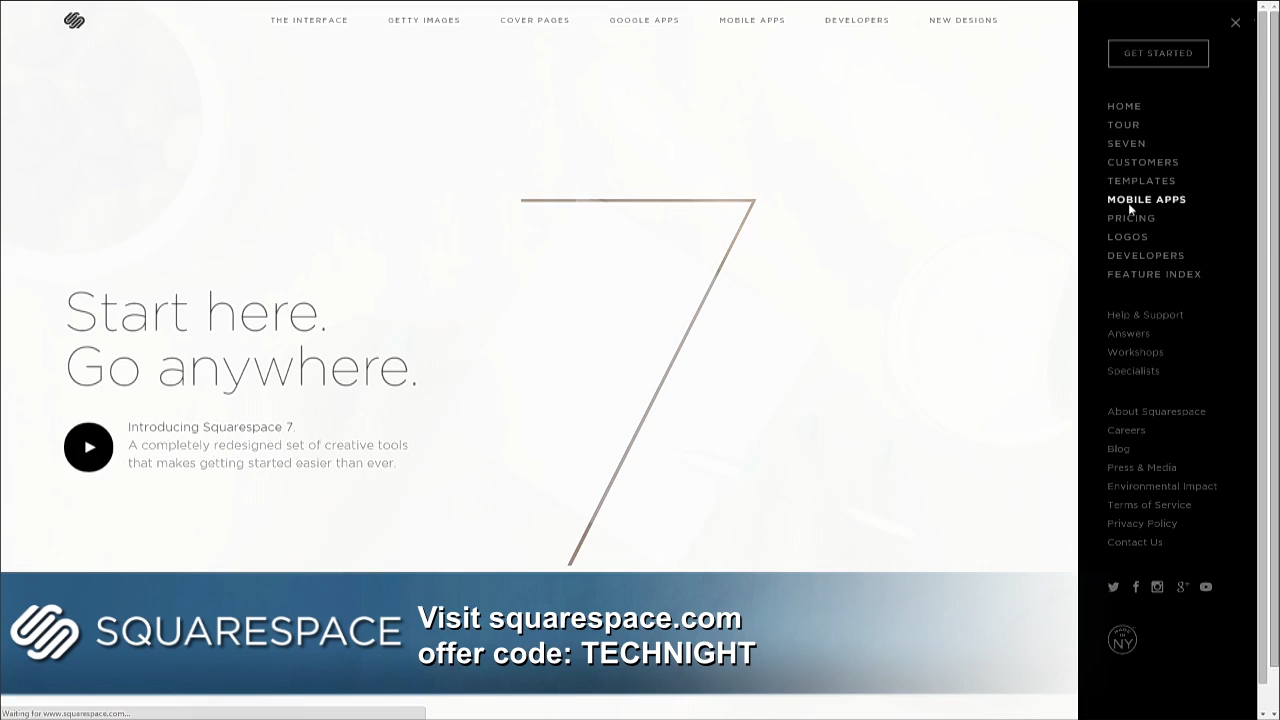 THE INTERFACE
GETTY IMAGES
COVER PAGES
GOOGLE APPS
MOBILE APPS
DEVELOPERS
NEW DESIGNS
Start here.
Go anywhere.
Introducing Squarespace 7.
A completely redesigned set of creative tools
that makes getting started easier than ever.
GET STARTED
HOME
TOUR
SEVEN
CUSTOMERS
TEMPLATES
MOBILE APPS
PRICING
LOGOS
DEVELOPERS
FEATURE INDEX
Help & Support
Answers
Workshops
Specialists
About Squarespace
Careers
Blog
Press & Media
Environmental Impact
Terms of Service
Privacy Policy
Contact Us
MADE
IN
NY
SQUARESPACE
Visit squarespace.com
offer code: TECHNIGHT
Waiting for www.squarespace.com...